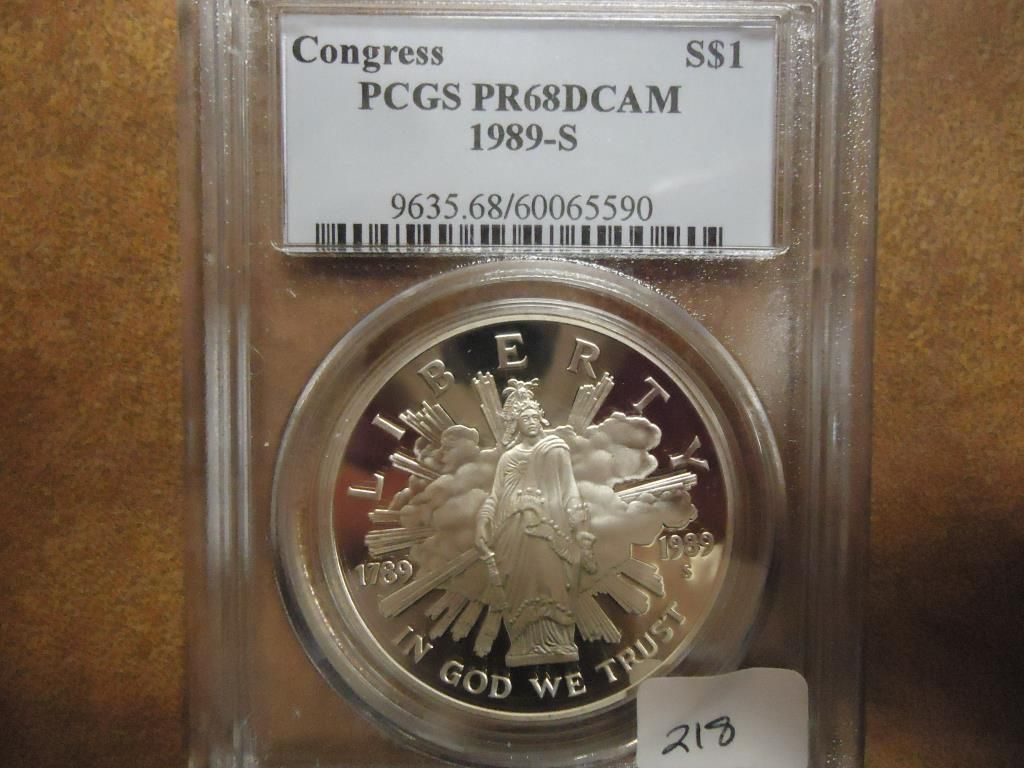 Congress S$1
PCGS PR68DCAM
1989-S
9635.68/60065590
LIBERTY
1789 1989
S
IN GOD WE TRUST
218